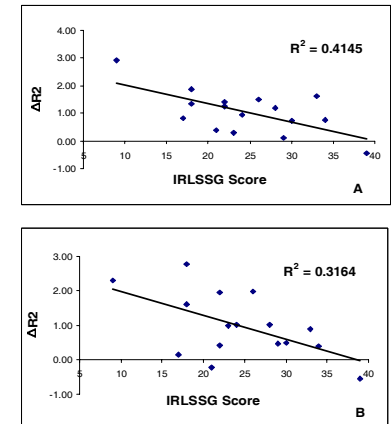 4.00
R² = 0.4145
3.00
2.00
ΔR2
1.00
0.00
5 10 15 20 25 30 35 40
-1.00
IRLSSG Score
A
3.00
R² = 0.3164
2.00
ΔR2
1.00
0.00
5 10 15 20 25 30 35 40
-1.00
IRLSSG Score
B